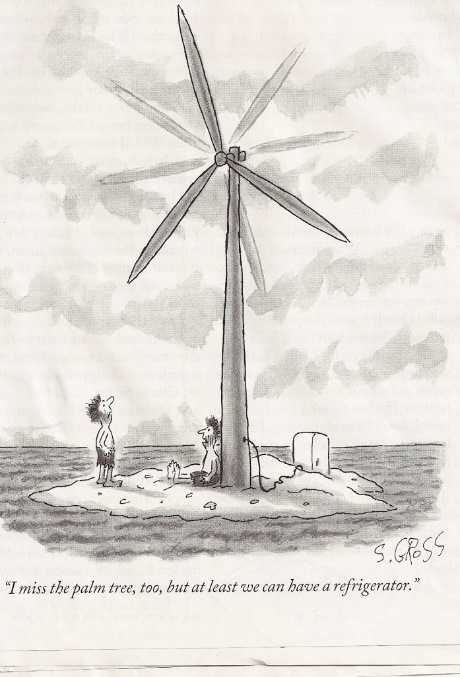 S. GROSS
"I miss the palm tree, too, but at least we can have a refrigerator."